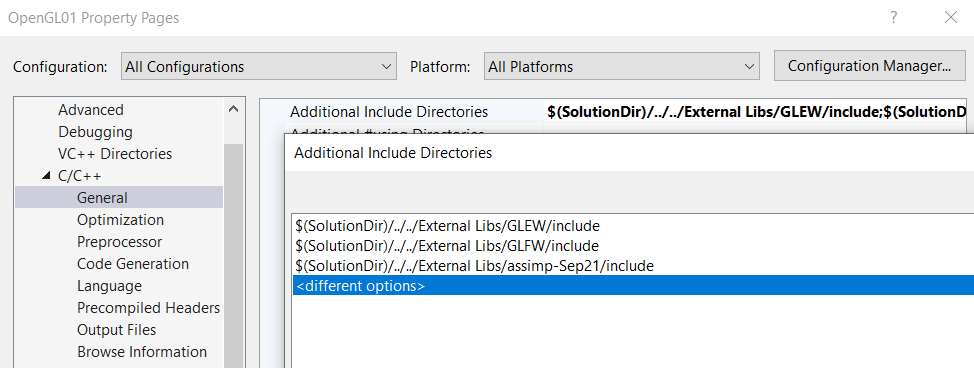 OpenGL01 Property Pages
Configuration: All Configurations Platform: All Platforms Configuration Manager...
Advanced
Debugging
VC++ Directories
C/C++
General
Optimization
Preprocessor
Code Generation
Language
Precompiled Headers
Output Files
Browse Information
Additional Include Directories $(SolutionDir)/../../External Libs/GLEW/include;$(SolutionD
Additional #using Directories
Additional Include Directories
$(SolutionDir)/../../External Libs/GLEW/include
$(SolutionDir)/../../External Libs/GLFW/include
$(SolutionDir)/../../External Libs/assimp-Sep21/include
<different options>